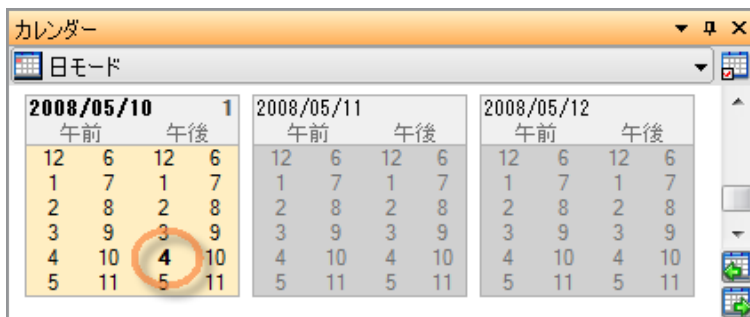 カレンダー
日モード
2008/05/10 1 2008/05/11 2008/05/12
午前 午後 午前 午後 午前 午後
12 6 12 6 12 6 12 6 12 6 12 6
1 7 1 7 1 7 1 7 1 7 1 7
2 8 2 8 2 8 2 8 2 8 2 8
3 9 3 9 3 9 3 9 3 9 3 9
4 10 4 10 4 10 4 10 4 10 4 10
5 11 5 11 5 11 5 11 5 11 5 11